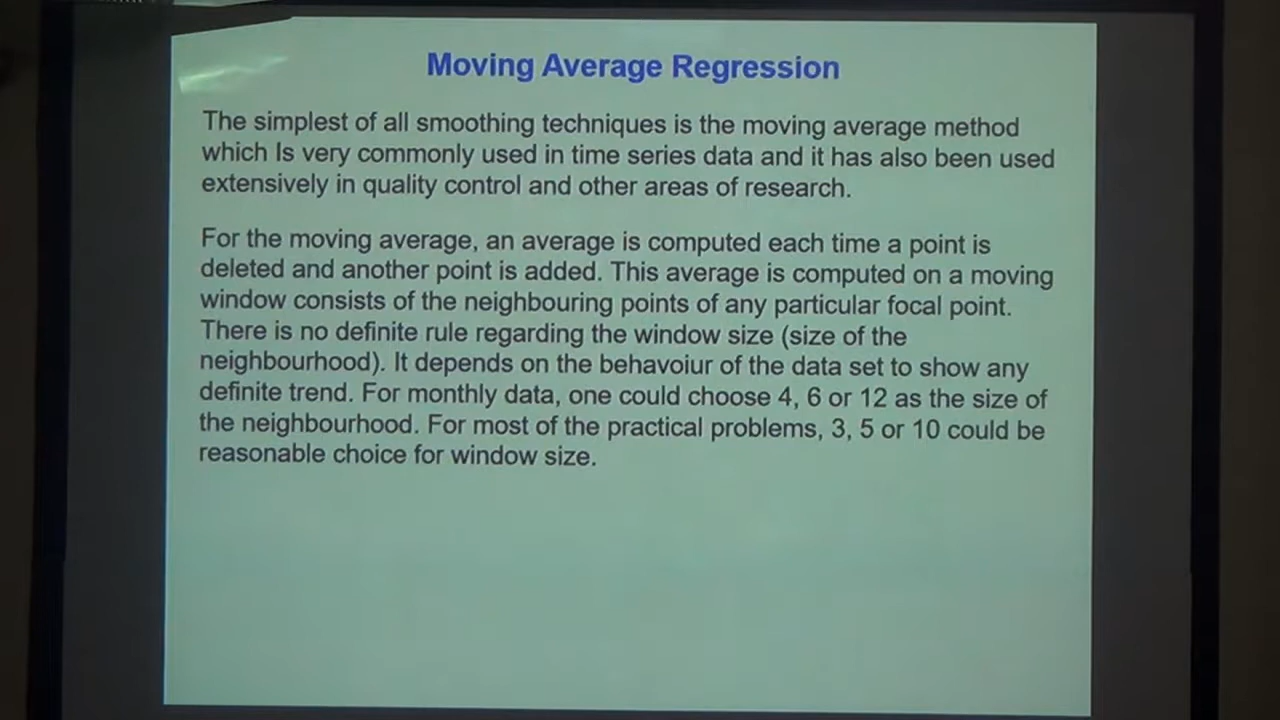 Moving Average Regression
The simplest of all smoothing techniques is the moving average method
which Is very commonly used in time series data and it has also been used
extensively in quality control and other areas of research.
For the moving average, an average is computed each time a point is
deleted and another point is added. This average is computed on a moving
window consists of the neighbouring points of any particular focal point.
There is no definite rule regarding the window size (size of the
neighbourhood). It depends on the behavoiur of the data set to show any
definite trend. For monthly data, one could choose 4, 6 or 12 as the size of
the neighbourhood. For most of the practical problems, 3, 5 or 10 could be
reasonable choice for window size.